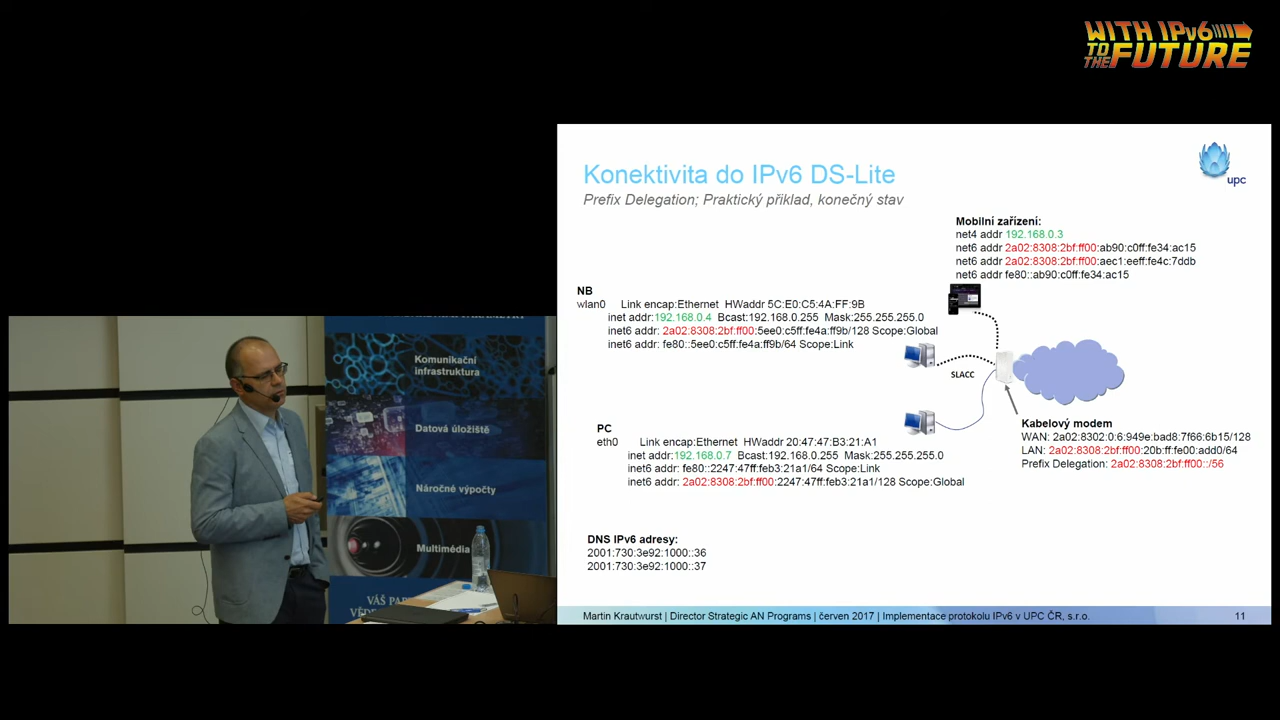 WITH IPv6
TO THE FUTURE
Konektivita do IPv6 DS-Lite
Prefix Delegation; Praktický přiklad, konečný stav
upc
Mobilní zařízení:
net4 addr 192.168.0.3
net6 addr 2a02:8308:2bf:ff00:ab90:c0ff:fe34:ac15
net6 addr 2a02:8308:2bf:ff00:aec1:eeff:fe4c:7ddb
net6 addr fe80::ab90:c0ff:fe34:ac15
NB
wlan0 Link encap:Ethernet HWaddr 5C:E0:C5:4A:FF:9B
inet addr:192.168.0.4 Bcast:192.168.0.255 Mask:255.255.255.0
inet6 addr: 2a02:8308:2bf:ff00:5ee0:c5ff:fe4a:ff9b/128 Scope:Global
inet6 addr: fe80::5ee0:c5ff:fe4a:ff9b/64 Scope:Link
SLACC
PC
eth0 Link encap:Ethernet HWaddr 20:47:47:B3:21:A1
inet addr:192.168.0.7 Bcast:192.168.0.255 Mask:255.255.255.0
inet6 addr: fe80::2247:47ff:feb3:21a1/64 Scope:Link
inet6 addr: 2a02:8308:2bf:ff00:2247:47ff:feb3:21a1/128 Scope:Global
Kabelový modem
WAN: 2a02:8302:0:6:949e:bad8:7f66:6b15/128
LAN: 2a02:8308:2bf:ff00:20b:ff:fe00:add0/64
Prefix Delegation: 2a02:8308:2bf:ff00::/56
DNS IPv6 adresy:
2001:730:3e92:1000::36
2001:730:3e92:1000::37
Martin Krautwurst | Director Strategic AN Programs | červen 2017 | Implementace protokolu IPv6 v UPC ČR, s.r.o.
11
Komunikační
infrastruktura
Datová úložiště
Náročné výpočty
Multimédia
VÁŠ